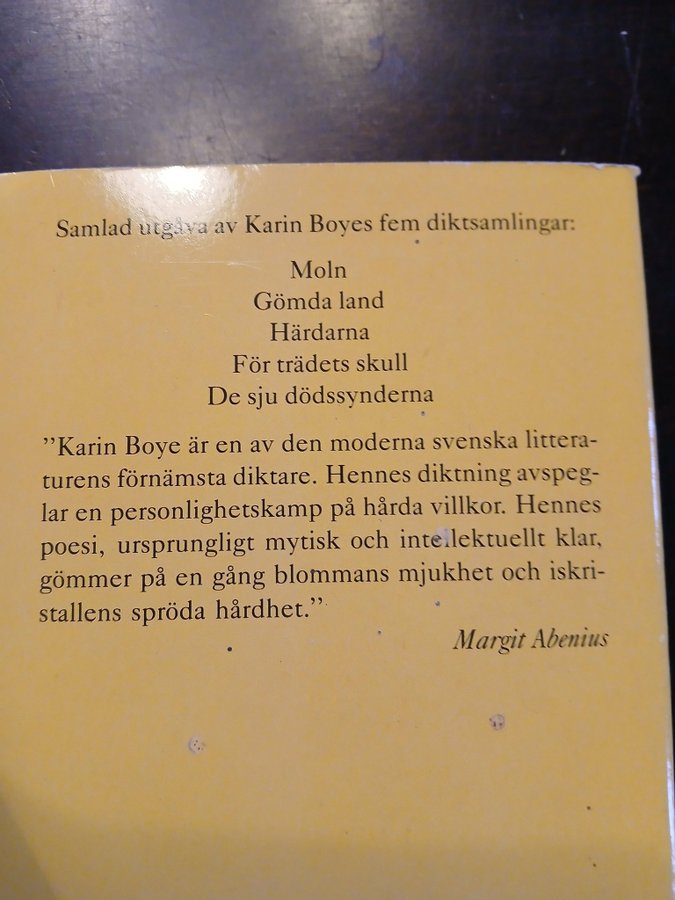 Samlad utgåva av Karin Boyes fem diktsamlingar:
Moln
Gömda land
Härdarna
För trädets skull
De sju dödssynderna
”Karin Boye är en av den moderna svenska littera-
turens förnämsta diktare. Hennes diktning avspeg-
lar en personlighetskamp på hårda villkor. Hennes
poesi, ursprungligt mytisk och intellektuellt klar,
gömmer på en gång blommans mjukhet och iskri-
stallens spröda hårdhet.”
Margit Abenius